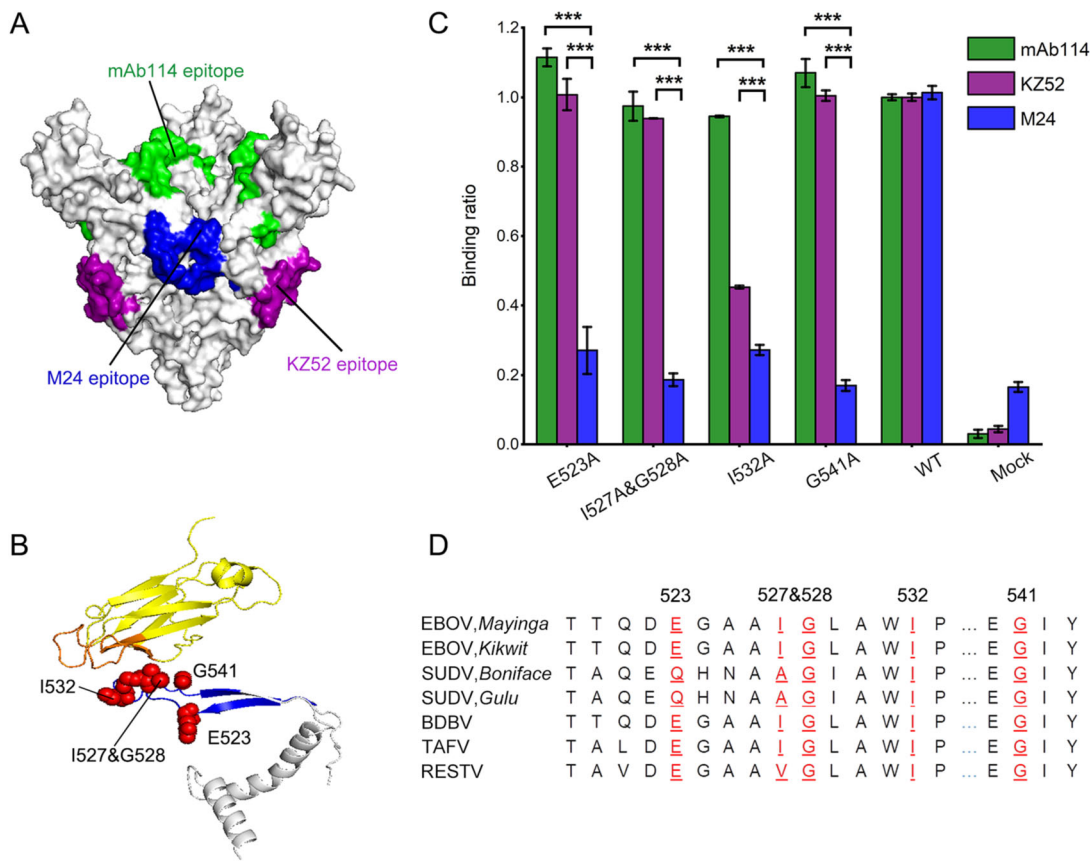 A
mAb114 epitope
M24 epitope
KZ52 epitope
B
G541
I532
E523
I527&G528
C
Binding ratio
1.2
1.0
0.8
0.6
0.4
0.2
0.0
*** *** *** ***
*** *** *** ***
E523A I527A&G528A I532A G541A WT Mock
mAb114
KZ52
M24
D
523 527&528 532 541
EBOV,Mayinga T T Q D E G A A I G L A W I P ... E G I Y
EBOV,Kikwit T T Q D E G A A I G L A W I P ... E G I Y
SUDV,Boniface T A Q E Q H N A A G I A W I P ... E G I Y
SUDV,Gulu T A Q E Q H N A A G I A W I P ... E G I Y
BDBV T T Q D E G A A I G L A W I P ... E G I Y
TAFV T A L D E G A A I G L A W I P ... E G I Y
RESTV T A V D E G A A V G L A W I P ... E G I Y